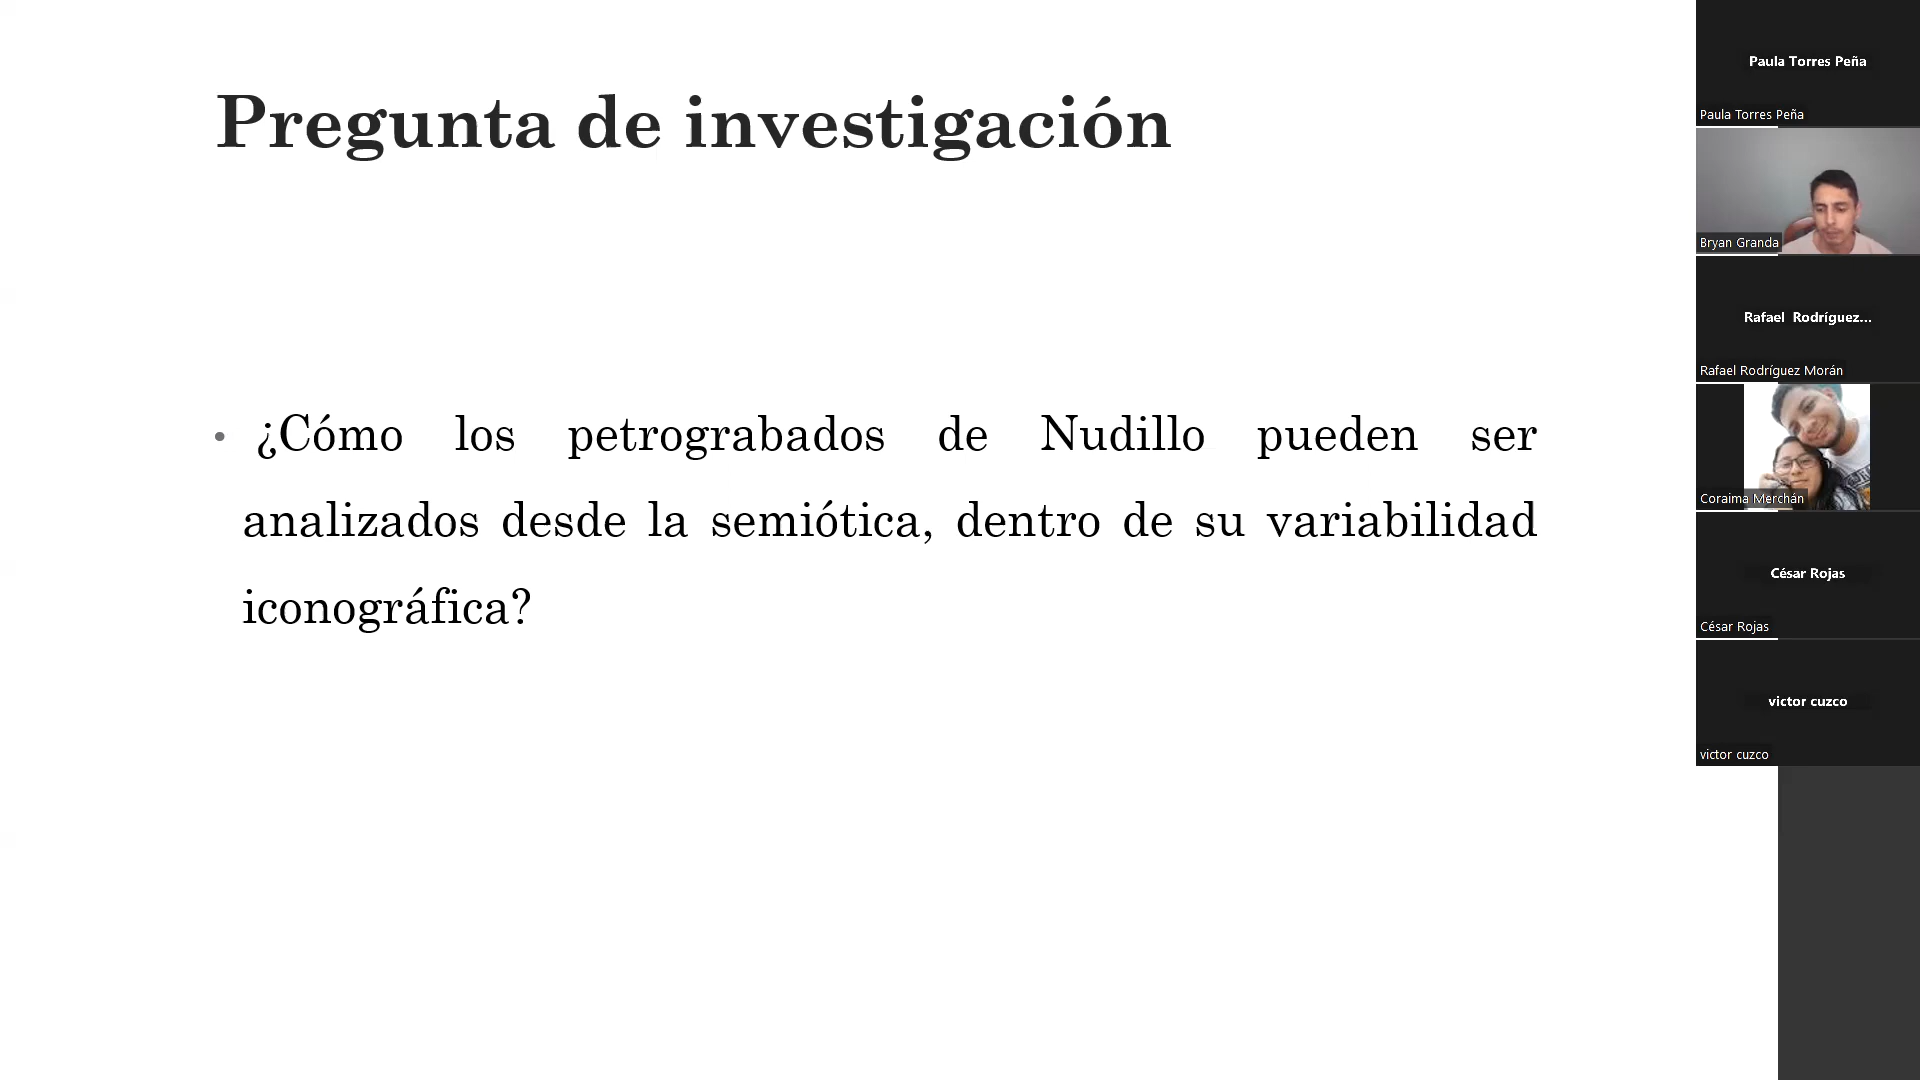 Pregunta de investigación
• ¿Cómo los petrograbados de Nudillo pueden ser
analizados desde la semiótica, dentro de su variabilidad
iconográfica?
Paula Torres Peña
Paula Torres Peña
Bryan Granda
Rafael Rodríguez...
Rafael Rodríguez Morán
Coraima Merchán
César Rojas
César Rojas
victor cuzco
victor cuzco